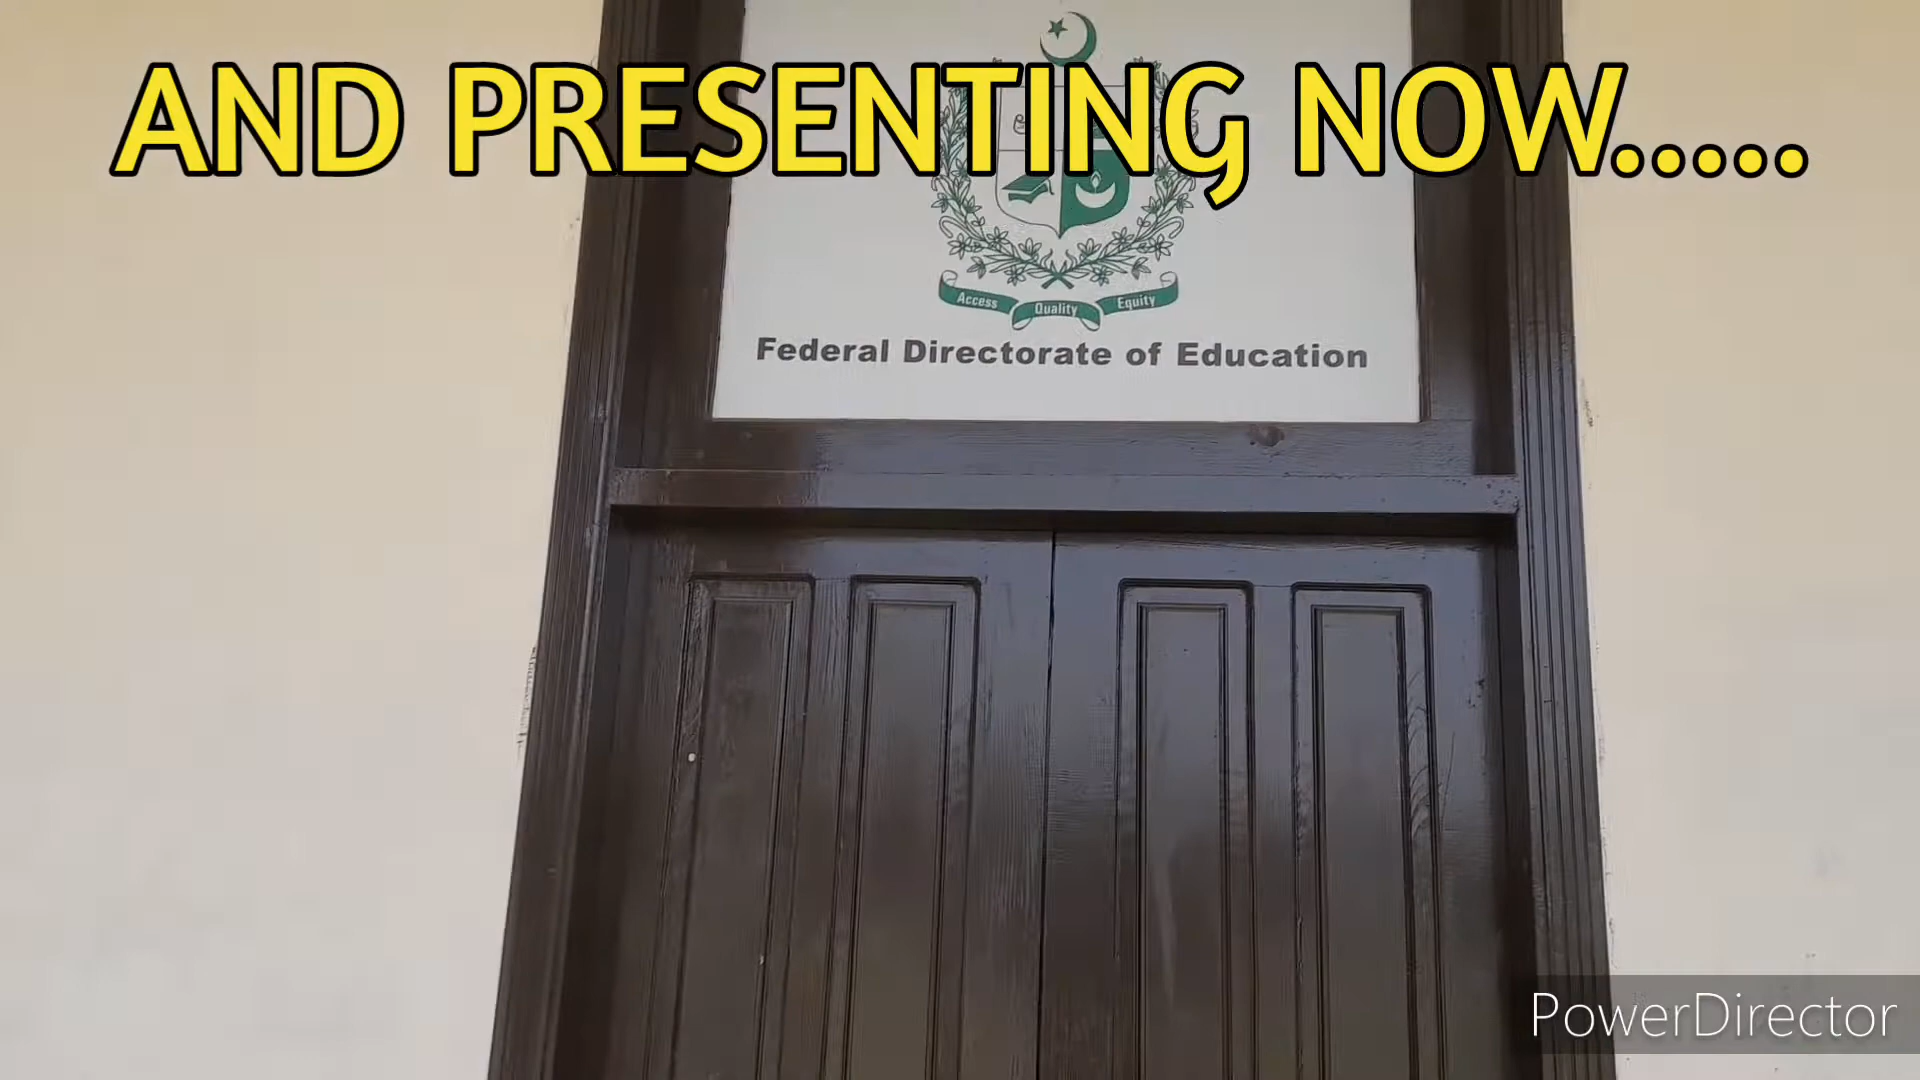 AND PRESENTING NOW.....
Access Quality Equity
Federal Directorate of Education
PowerDirector